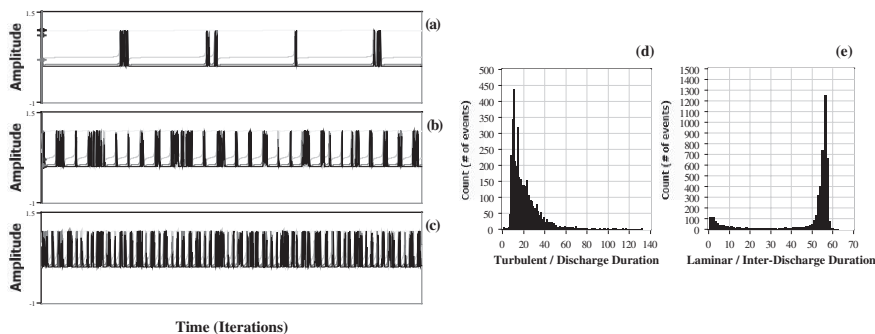 1.5
(a)
Amplitude
-1
1.5
(b)
Amplitude
-1
1.5
(c)
Amplitude
-1
Time (Iterations)
(d)
Count (# of events)
500
450
400
350
300
250
200
150
100
50
0
0 20 40 60 80 100 120 140
Turbulent / Discharge Duration
(e)
Count (# of events)
1500
1400
1300
1200
1100
1000
900
800
700
600
500
400
300
200
100
0
0 10 20 30 40 50 60 70
Laminar / Inter-Discharge Duration